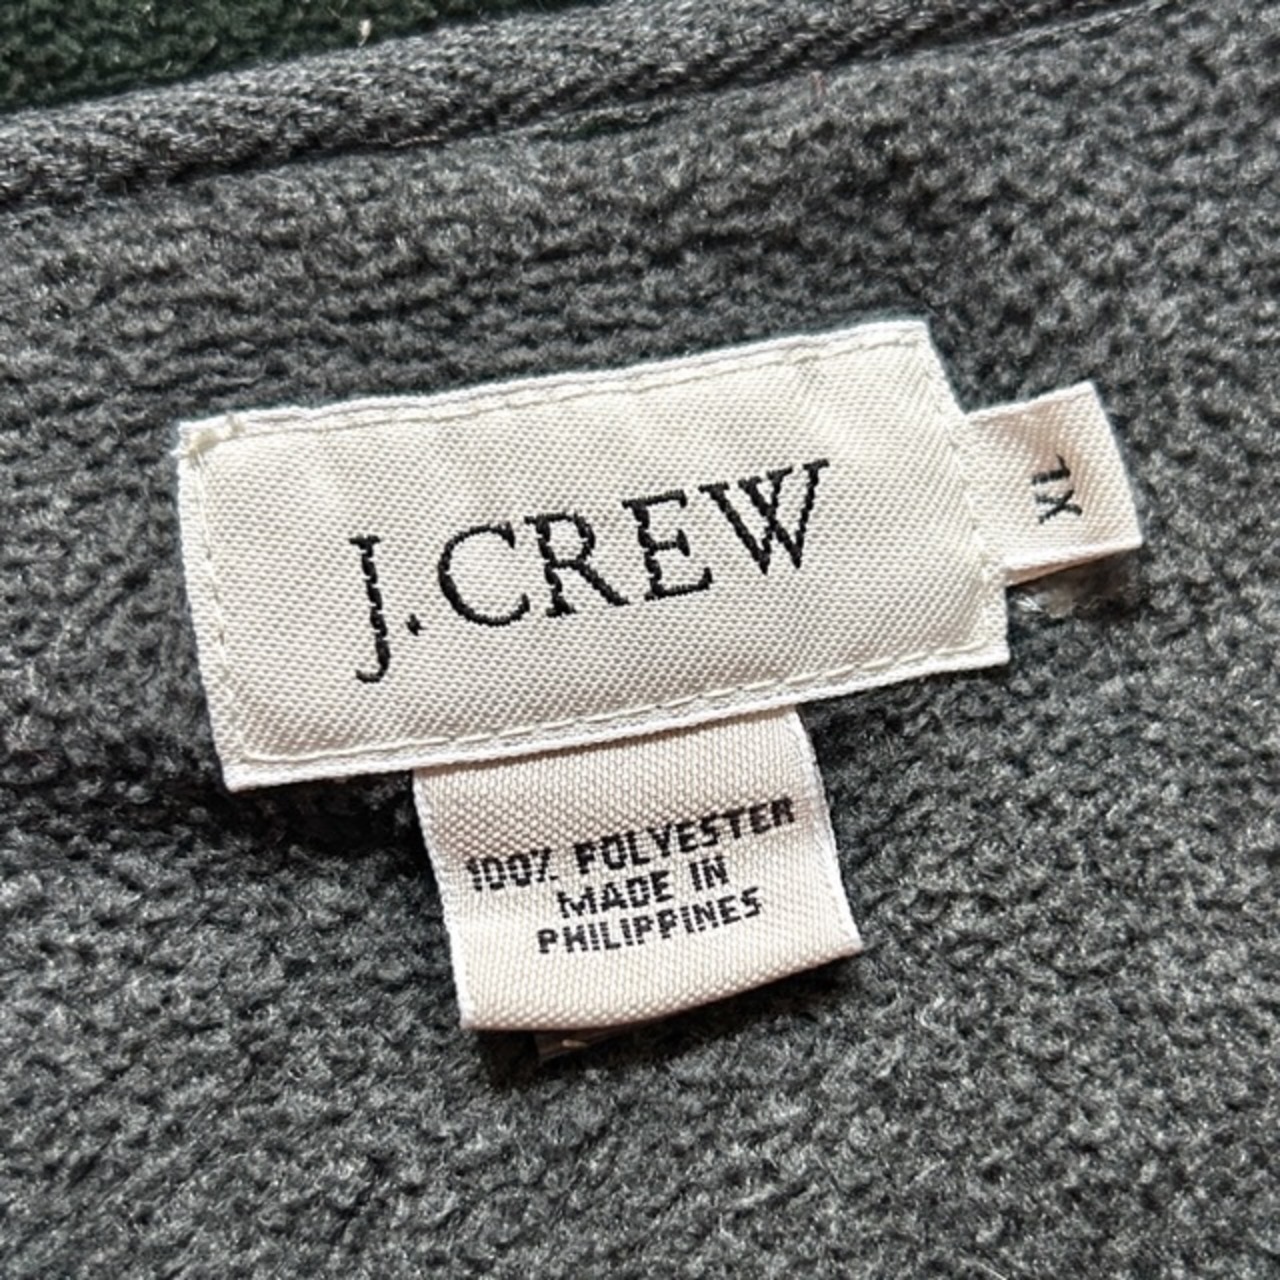 J.CREW
XL
100% POLYESTER
MADE IN
PHILIPPINES